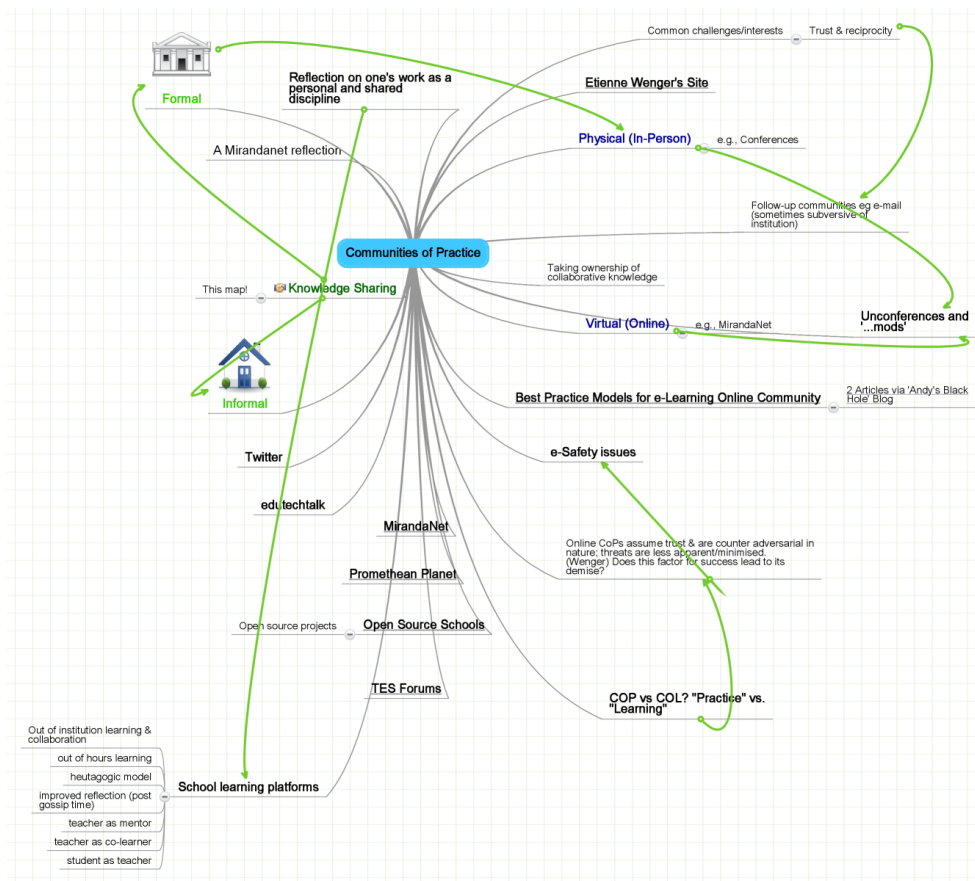 Common challenges/interests
Trust & reciprocity
Reflection on one's work as a
personal and shared
discipline
Etienne Wenger's Site
Formal
Physical (In-Person)
e.g., Conferences
A Mirandanet reflection
Follow-up communities eg e-mail
(sometimes subversive of
institution)
Communities of Practice
Taking ownership of
collaborative knowledge
This map!
Knowledge Sharing
Unconferences and
'...mods'
Virtual (Online)
e.g., MirandaNet
Informal
Best Practice Models for e-Learning Online Community
2 Articles via 'Andy's Black
Hole' Blog
Twitter
e-Safety issues
edutechtalk
MirandaNet
Online CoPs assume trust & are counter adversarial in
nature; threats are less apparent/minimised.
(Wenger) Does this factor for success lead to its
demise?
Promethean Planet
Open source projects
Open Source Schools
TES Forums
COP vs COL? "Practice" vs.
"Learning"
School learning platforms
Out of institution learning &
collaboration
out of hours learning
heutagogic model
improved reflection (post
gossip time)
teacher as mentor
teacher as co-learner
student as teacher